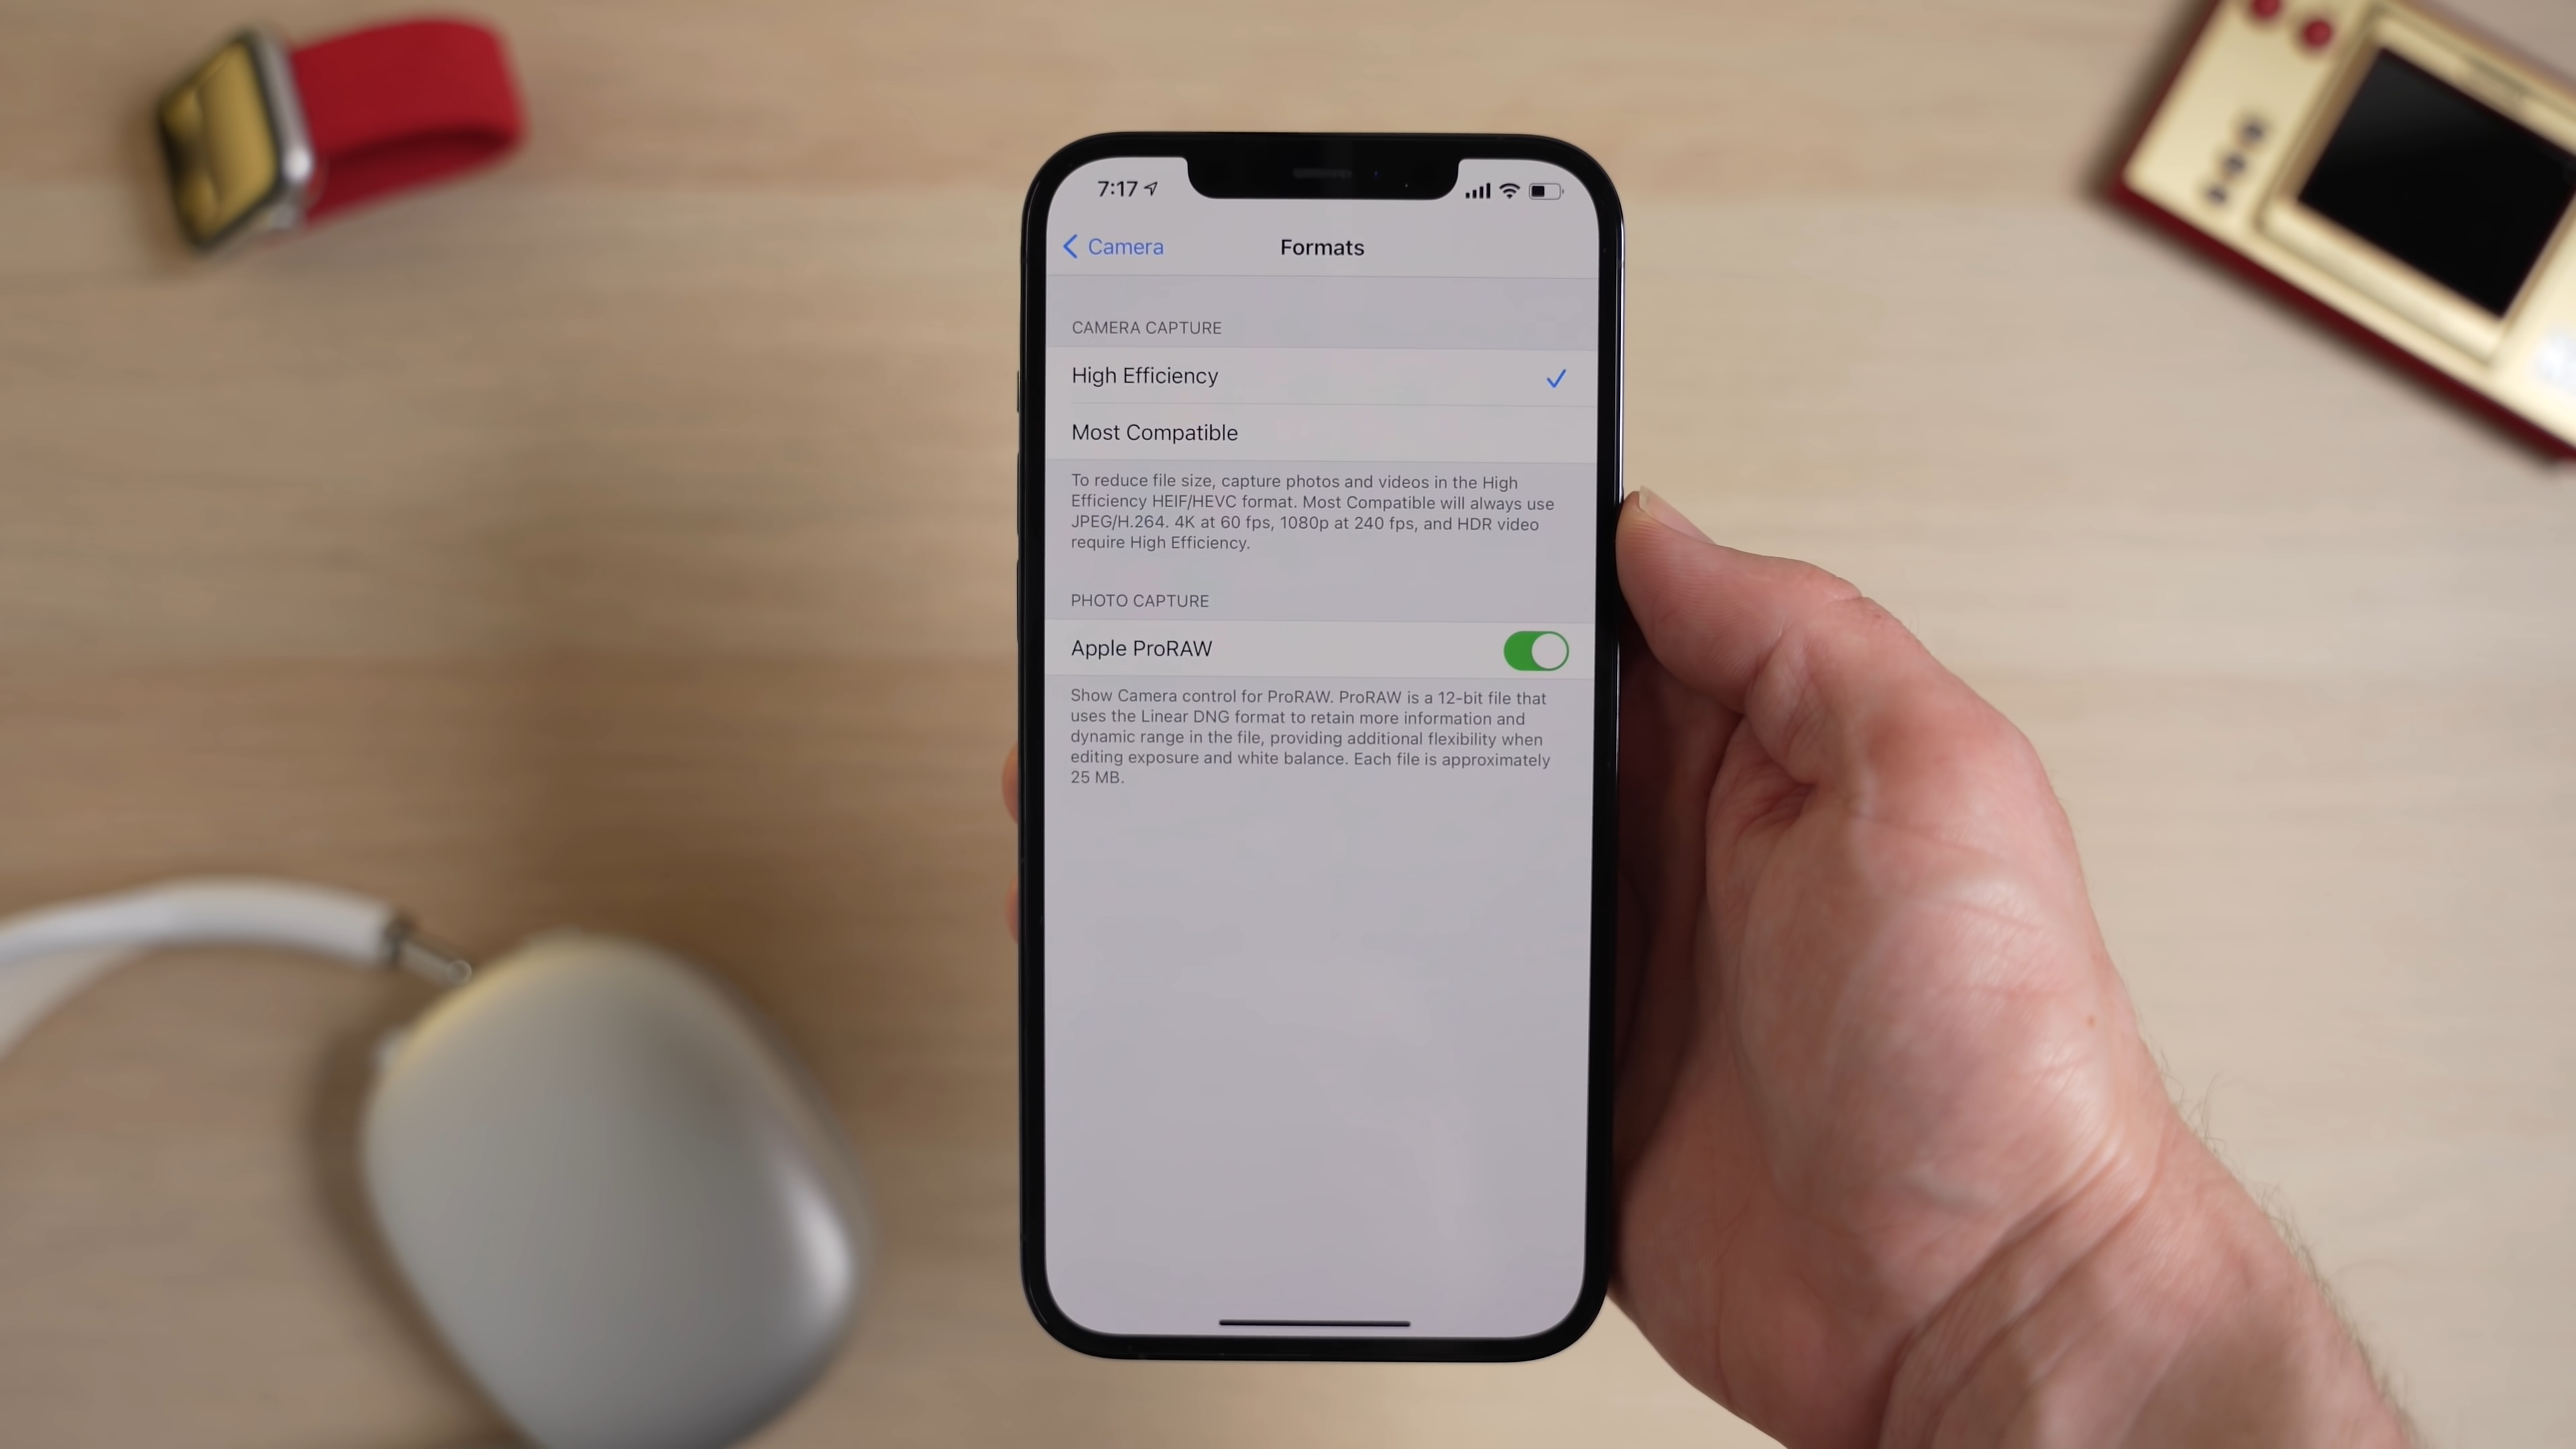 7:17
Camera
Formats
CAMERA CAPTURE
High Efficiency
Most Compatible
To reduce file size, capture photos and videos in the High
Efficiency HEIF/HEVC format. Most Compatible will always use
JPEG/H.264. 4K at 60 fps, 1080p at 240 fps, and HDR video
require High Efficiency.
PHOTO CAPTURE
Apple ProRAW
Show Camera control for ProRAW. ProRAW is a 12-bit file that
uses the Linear DNG format to retain more information and
dynamic range in the file, providing additional flexibility when
editing exposure and white balance. Each file is approximately
25 MB.